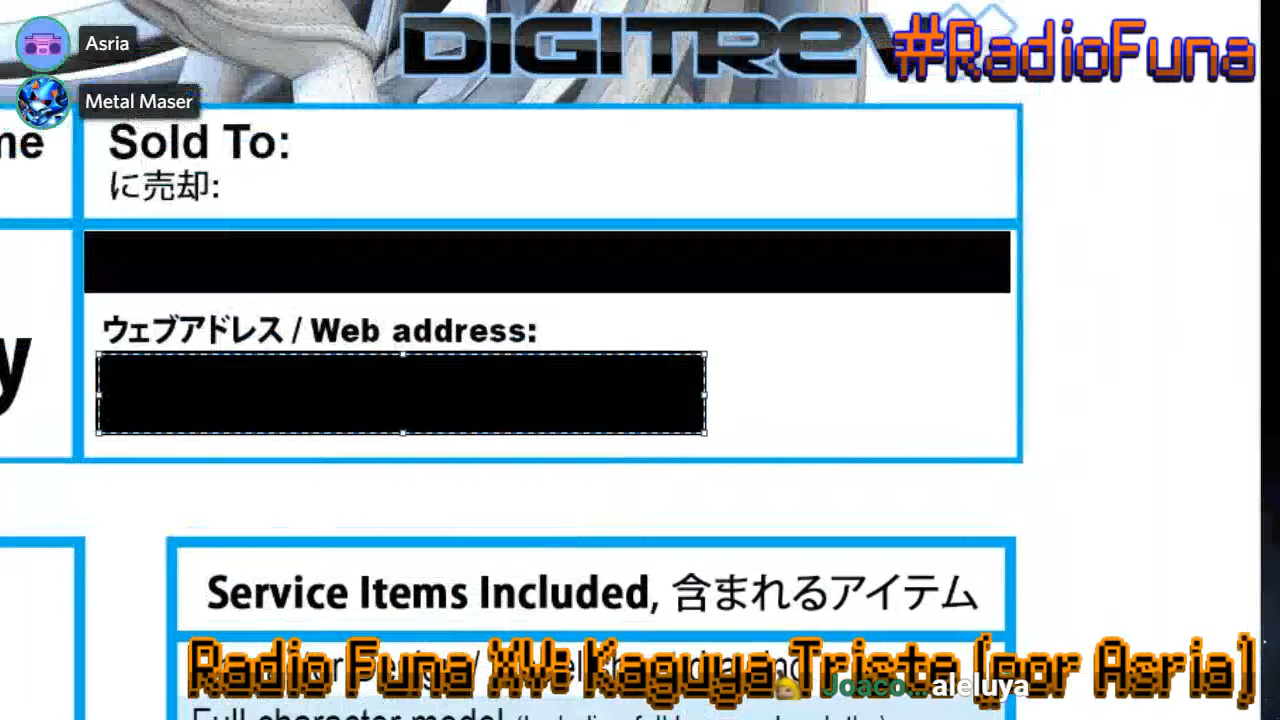 Asria
DIGITREV
#RadioFuna
Metal Maser
me
Sold To:
に売却:
y
ウェブアドレス / Web address:
Service Items Included, 含まれるアイテム
Radio Funa XV: Kaguya Trista (por Asria)
Joaco... aleluya
Full character model